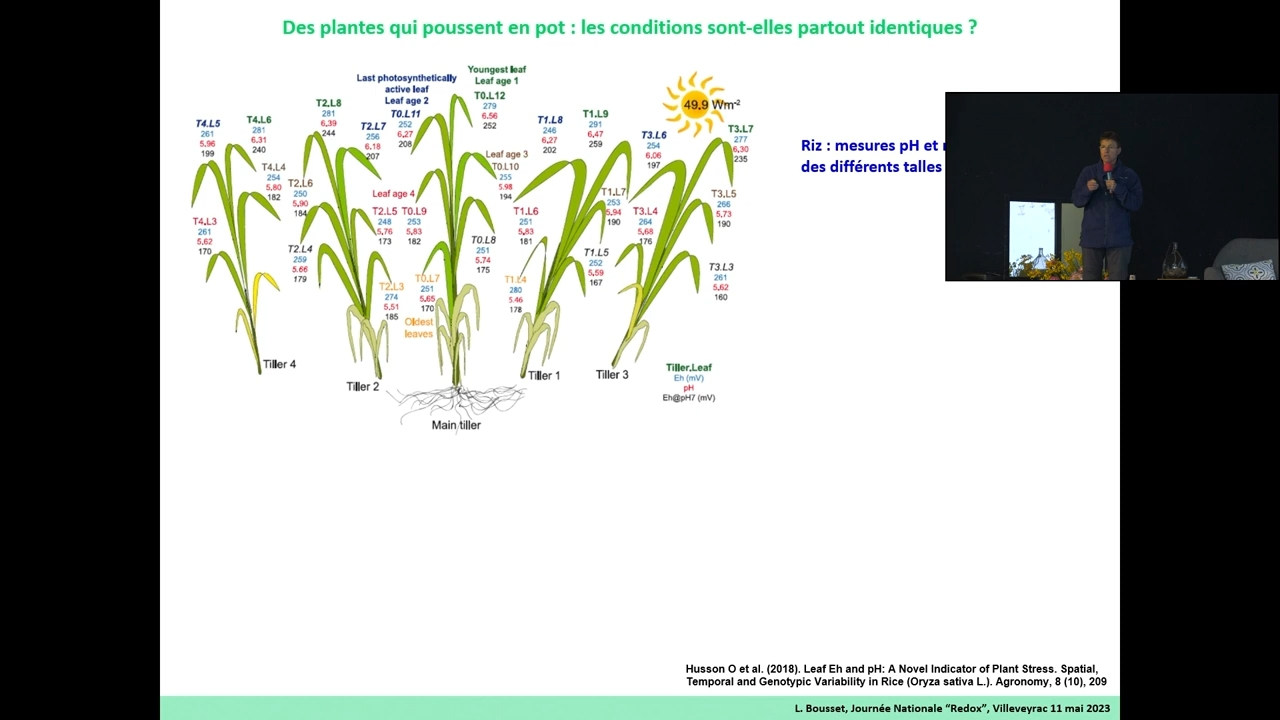 Des plantes qui poussent en pot : les conditions sont-elles partout identiques ?
Last photosynthetically
active leaf
Leaf age 2
T0.L11
252
6,27
208
Youngest leaf
Leaf age 1
T0.L12
279
6.56
252
49.9 Wm-2
Riz : mesures pH et
des différents talles
T4.L5
261
5,96
199
T4.L6
281
6.31
240
T4.L4
254
5,80
182
T4.L3
261
5,62
170
T2.L8
281
6,39
244
T2.L7
256
6.18
207
T2.L6
250
5,90
184
T2.L4
259
5.66
179
Leaf age 4
T2.L5
248
5,76
173
T0.L9
253
5,83
182
T2.L3
274
5,51
185
T0.L7
251
5,65
170
Oldest
leaves
Leaf age 3
T0.L10
255
5.98
194
T0.L8
251
5.74
175
T1.L8
246
6,27
202
T1.L9
291
6,47
259
T1.L6
251
5.83
181
T1.L7
253
5,94
190
T1.L5
252
5,59
167
T1.L4
280
5.46
178
T3.L6
254
6,06
197
T3.L7
277
6,30
235
T3.L4
264
5,68
176
T3.L5
266
5,73
190
T3.L3
261
5,62
160
Tiller 4
Tiller 2
Main tiller
Tiller 1
Tiller 3
Tiller.Leaf
Eh (mV)
pH
Eh@pH7 (mV)
Husson O et al. (2018). Leaf Eh and pH: A Novel Indicator of Plant Stress. Spatial,
Temporal and Genotypic Variability in Rice (Oryza sativa L.). Agronomy, 8 (10), 209
L. Bousset, Journée Nationale “Redox”, Villeveyrac 11 mai 2023